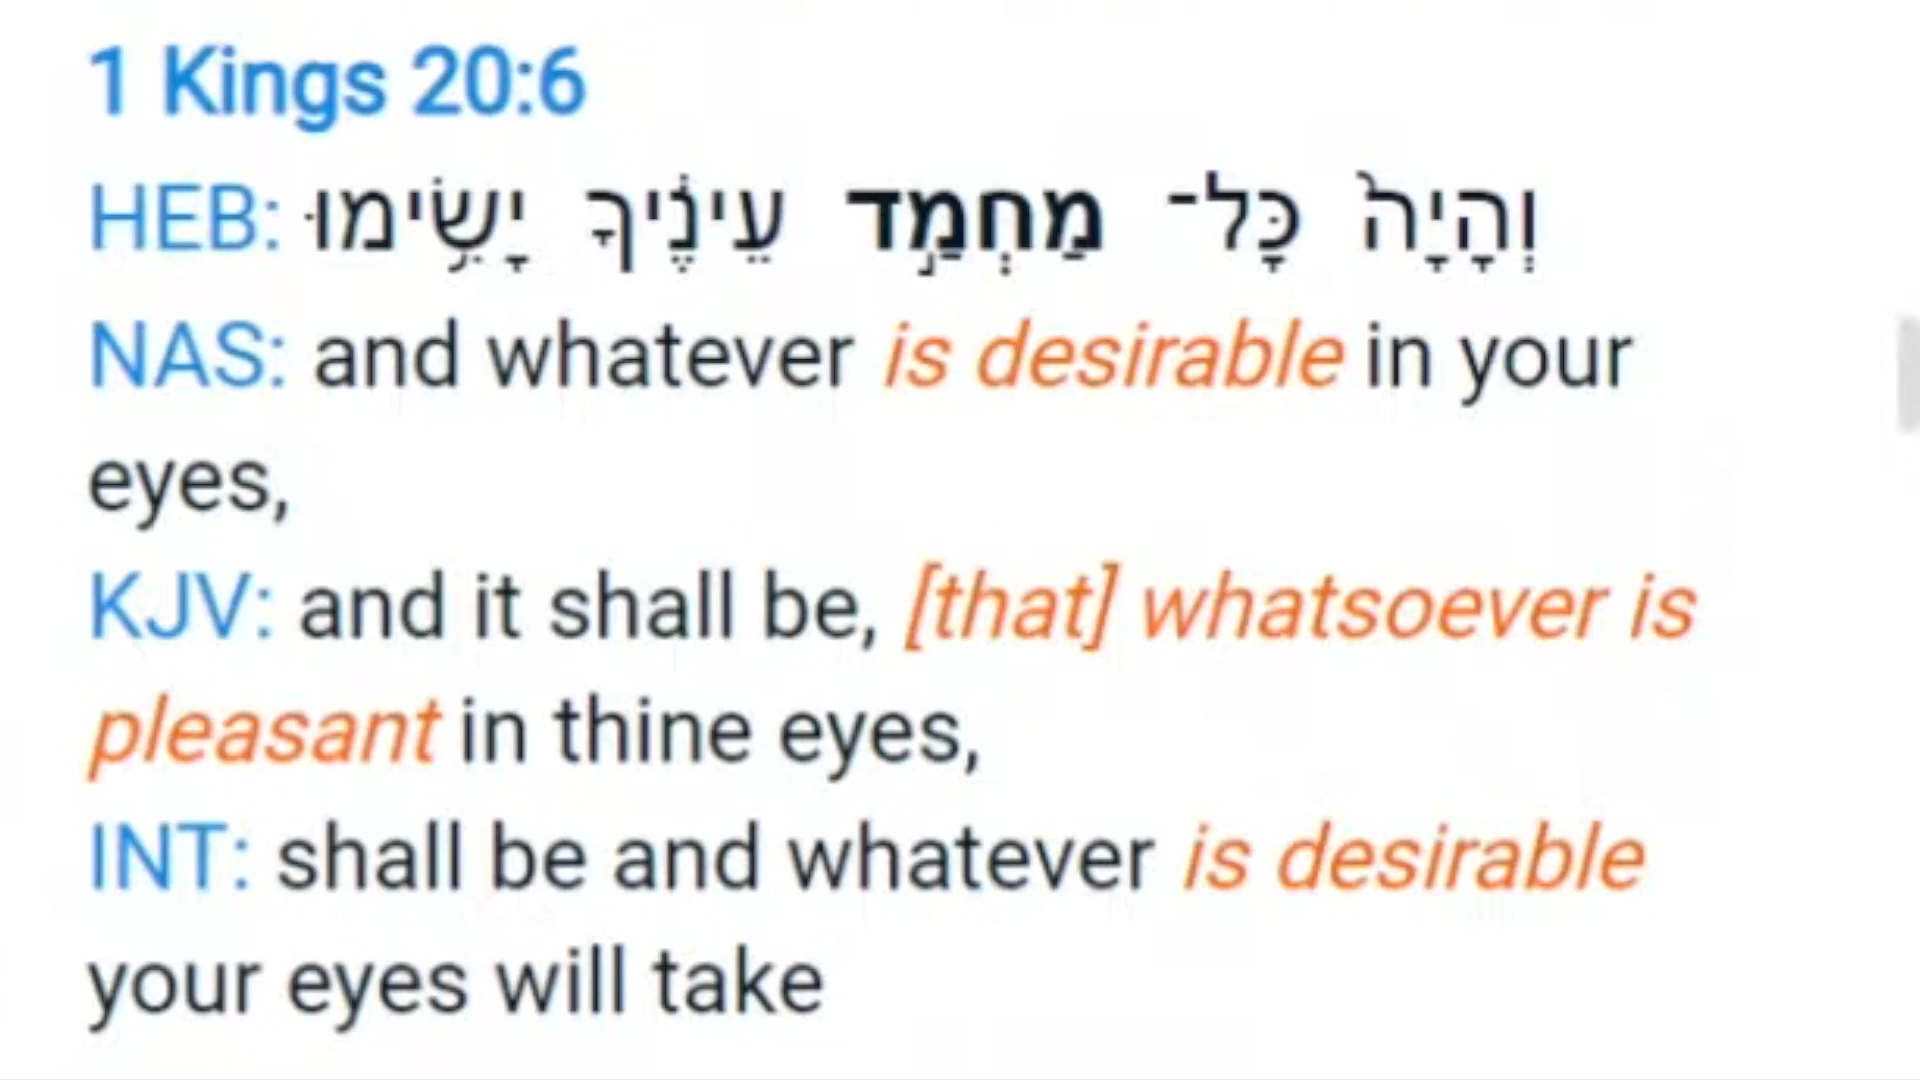 1 Kings 20:6
HEB: וְהָיָה֙ כָּל־ מַחְמַ֣ד עֵינֶ֔יךָ יָשִׂ֥ימוּ
NAS: and whatever is desirable in your
eyes,
KJV: and it shall be, [that] whatsoever is
pleasant in thine eyes,
INT: shall be and whatever is desirable
your eyes will take